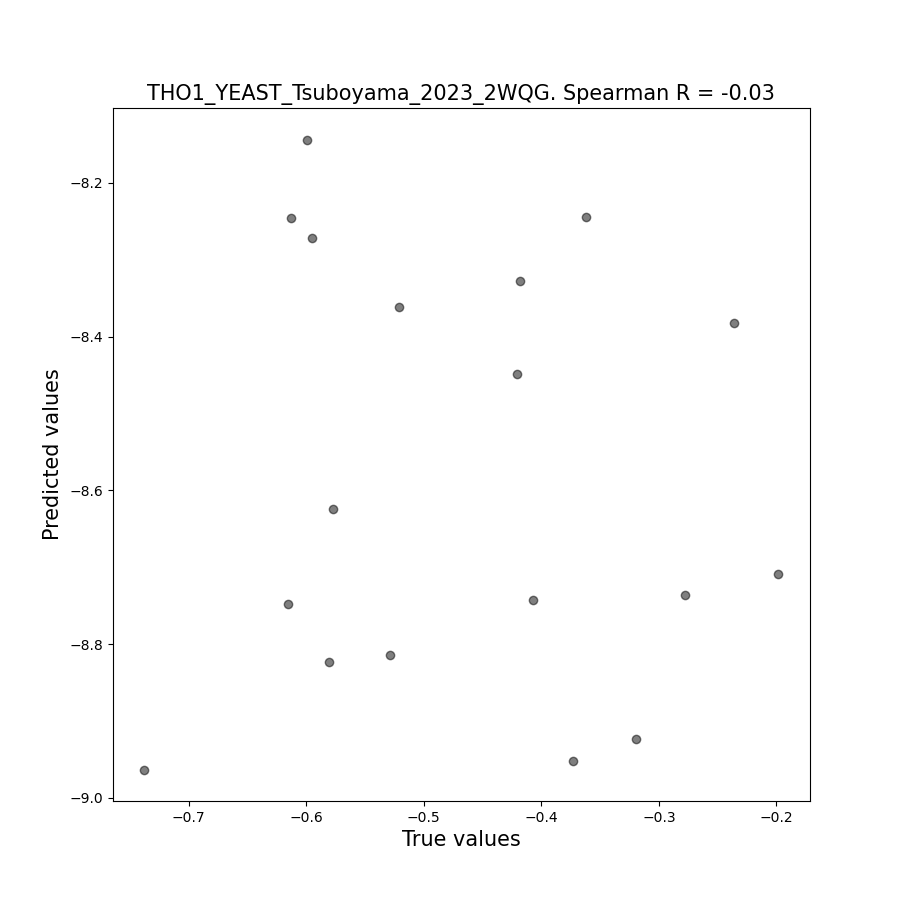 THO1_YEAST_Tsuboyama_2023_2WQG. Spearman R = -0.03
Predicted values
−8.2
−8.4
−8.6
−8.8
−9.0
−0.7 −0.6 −0.5 −0.4 −0.3 −0.2
True values